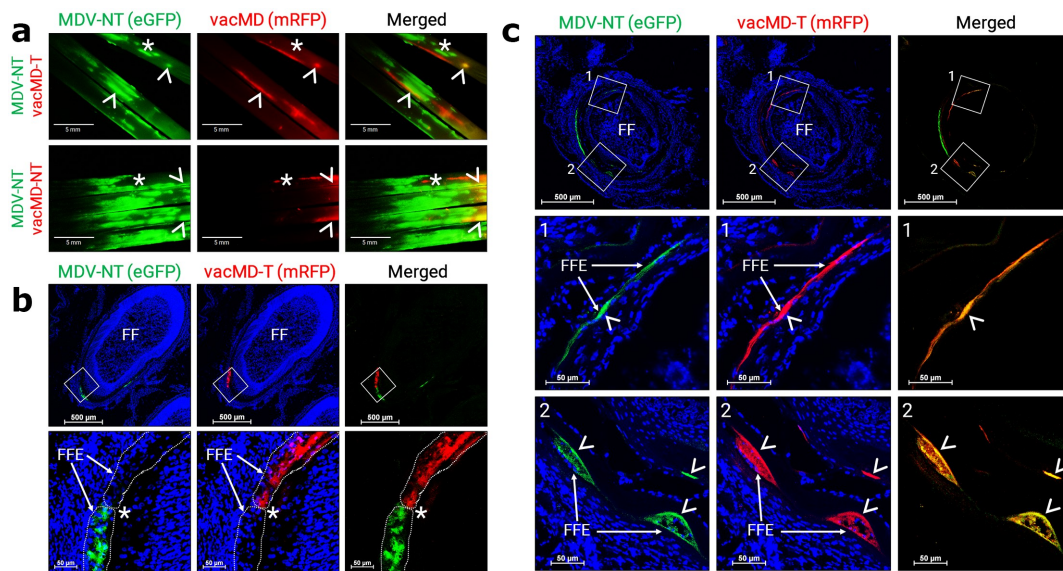 a
MDV-NT (eGFP) vacMD (mRFP) Merged
MDV-NT
vacMD-T
*
*
*
5 mm
5 mm
5 mm
MDV-NT
vacMD-NT
*
*
*
5 mm
5 mm
5 mm
b
MDV-NT (eGFP) vacMD-T (mRFP) Merged
FF
FF
500 µm
500 µm
500 µm
FFE
FFE
*
*
*
50 µm
50 µm
50 µm
c
MDV-NT (eGFP) vacMD-T (mRFP) Merged
1
1
1
FF
FF
2
2
2
500 µm
500 µm
500 µm
1
1
1
FFE
FFE
50 µm
50 µm
50 µm
2
2
2
FFE
FFE
50 µm
50 µm
50 µm